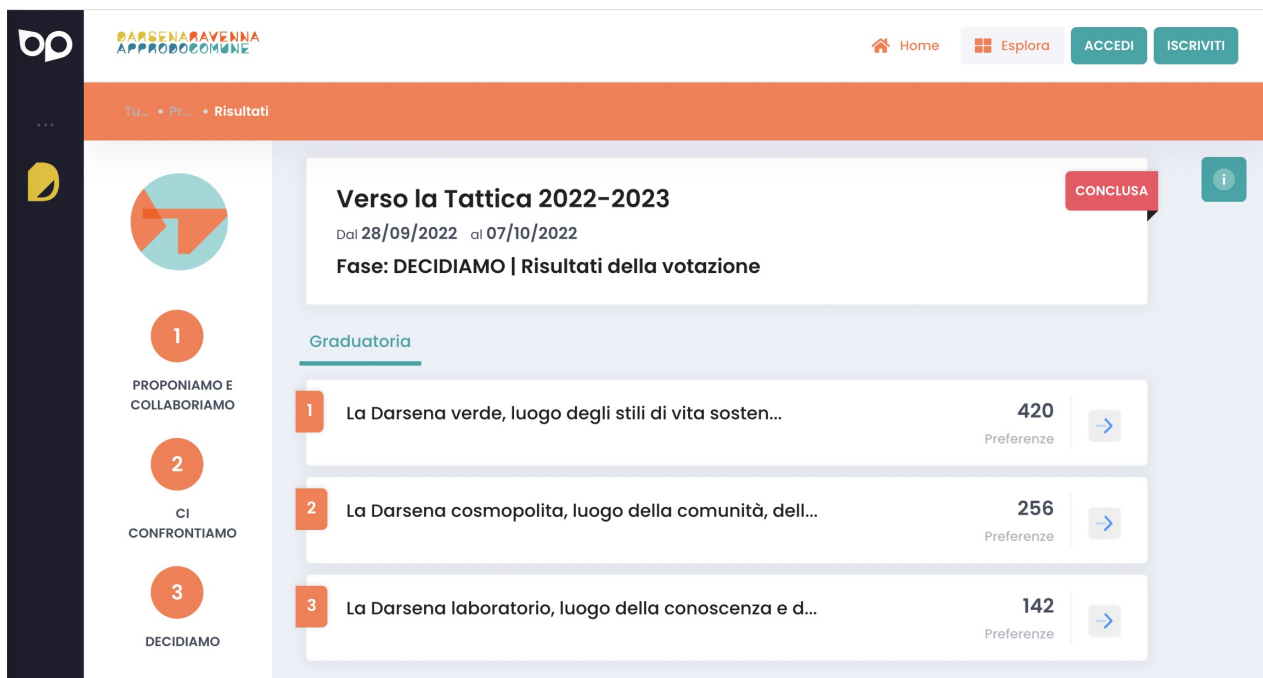 DARSENARAVENNA
APPRODOCOMUNE
Home
Esplora
ACCEDI
ISCRIVITI
Tu... • Pr... • Risultati
Verso la Tattica 2022-2023
CONCLUSA
Dal 28/09/2022 al 07/10/2022
Fase: DECIDIAMO | Risultati della votazione
1
PROPONIAMO E
COLLABORIAMO
2
CI
CONFRONTIAMO
3
DECIDIAMO
Graduatoria
1
La Darsena verde, luogo degli stili di vita sosten...
420
Preferenze
2
La Darsena cosmopolita, luogo della comunità, dell...
256
Preferenze
3
La Darsena laboratorio, luogo della conoscenza e d...
142
Preferenze